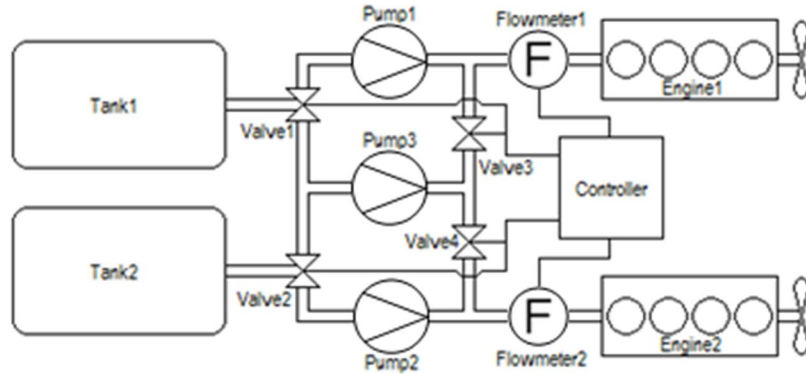 Pump1
Flowmeter1
F
Tank1
Engine1
Valve1
Pump3
Valve3
Controller
Tank2
Valve4
Valve2
F
Pump2
Flowmeter2
Engine2